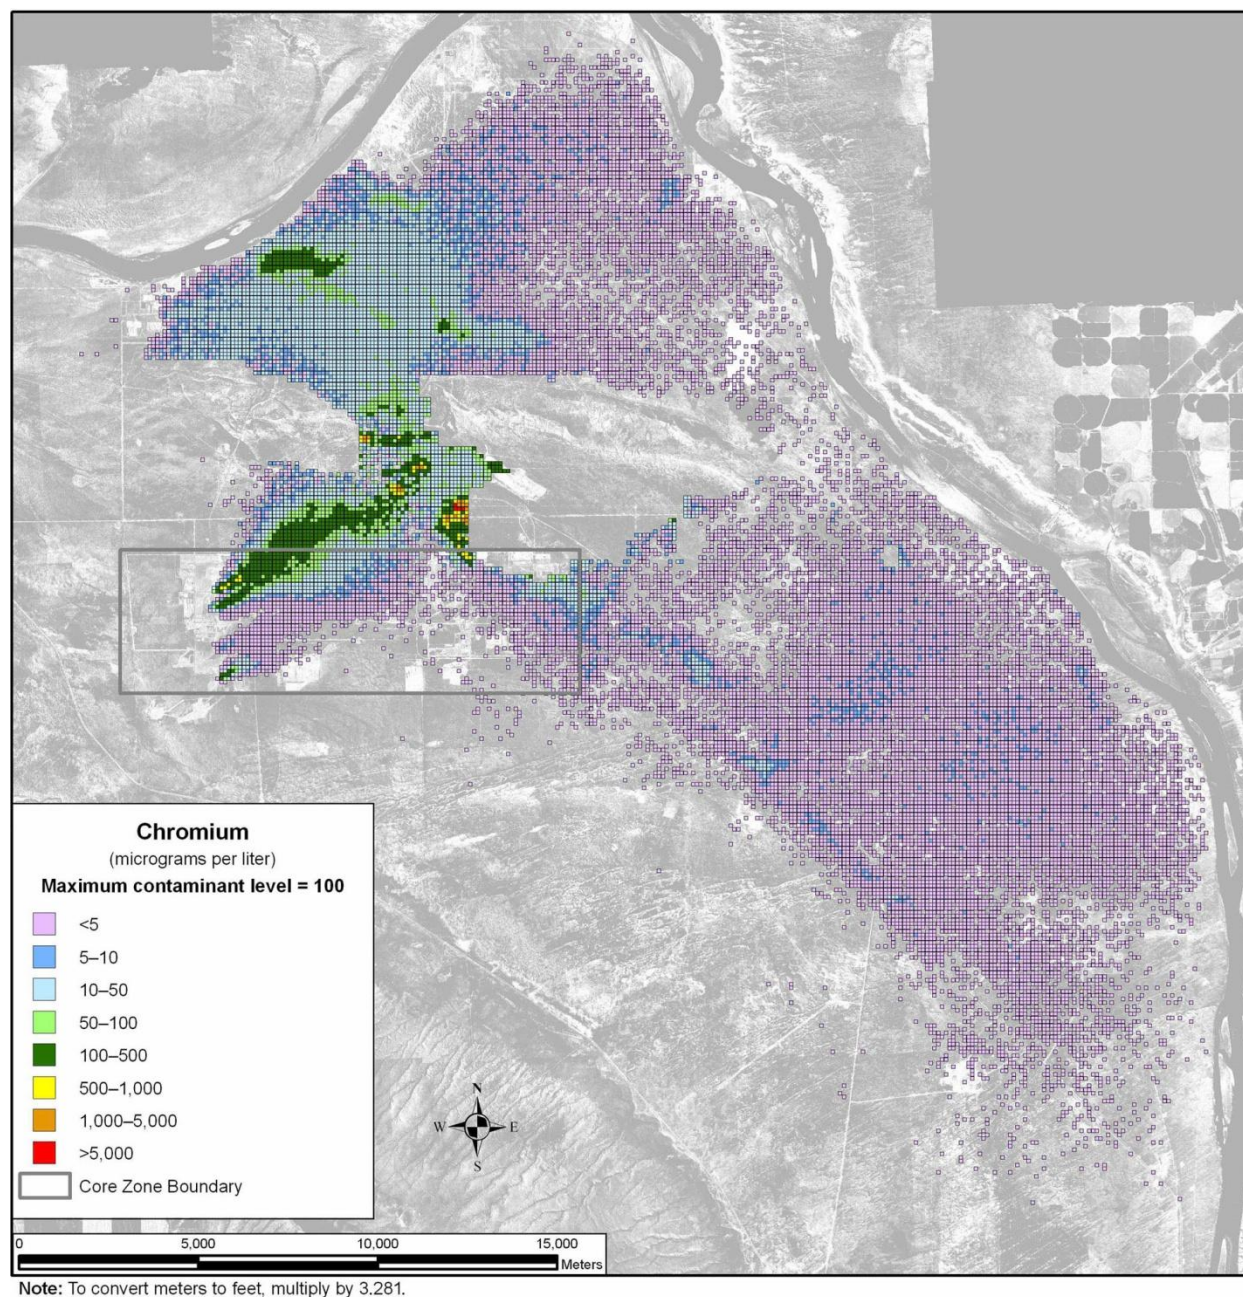 Chromium
(micrograms per liter)
Maximum contaminant level = 100
<5
5–10
10–50
50–100
100–500
500–1,000
1,000–5,000
>5,000
Core Zone Boundary
N
W E
S
0 5,000 10,000 15,000
Meters
Note: To convert meters to feet, multiply by 3.281.